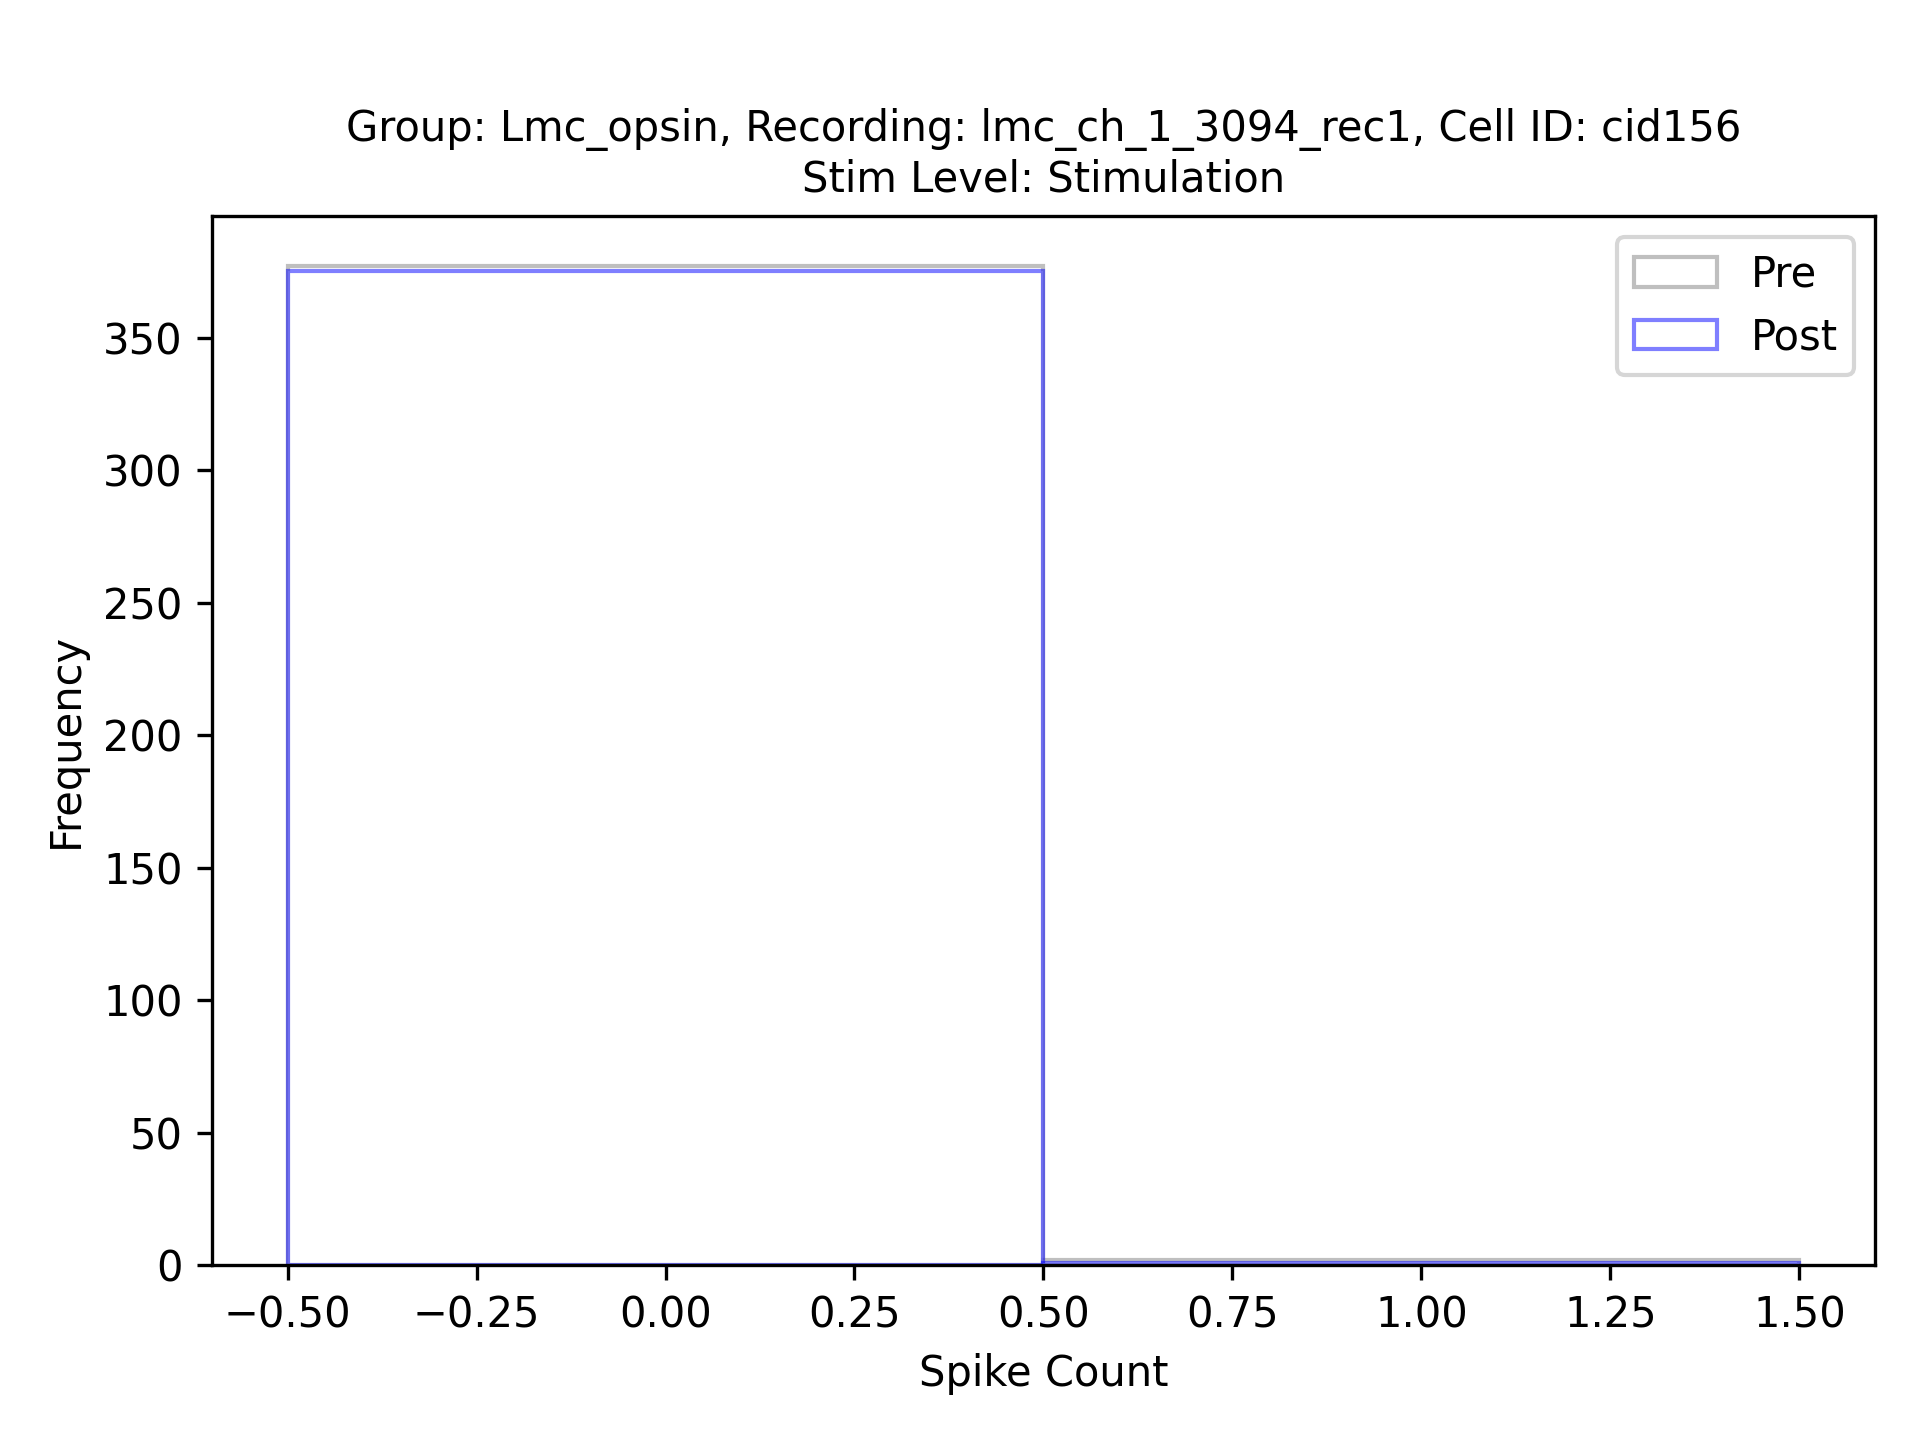 Group: Lmc_opsin, Recording: lmc_ch_1_3094_rec1, Cell ID: cid156
Stim Level: Stimulation
Pre
Post
Frequency
350
300
250
200
150
100
50
0
−0.50 −0.25 0.00 0.25 0.50 0.75 1.00 1.25 1.50
Spike Count